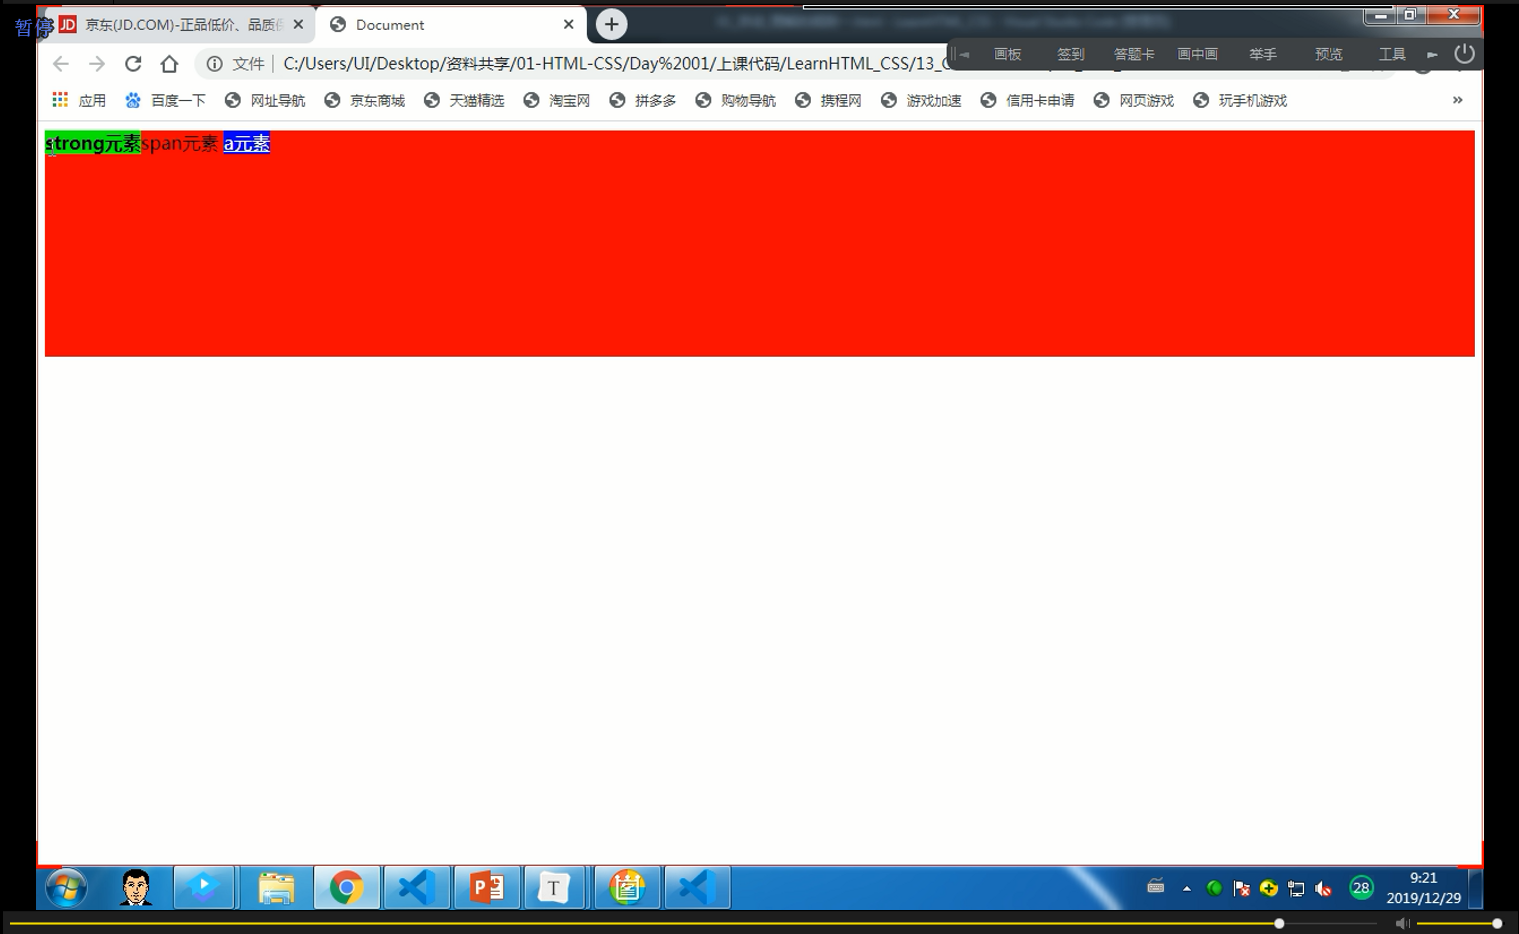 暂停
京东(JD.COM)-正品低价、品质
Document
画板 签到 答题卡 画中画 举手 预览 工具
文件 C:/Users/UI/Desktop/资料共享/01-HTML-CSS/Day%2001/上课代码/LearnHTML_CSS/13_
应用 百度一下 网址导航 京东商城 天猫精选 淘宝网 拼多多 购物导航 携程网 游戏加速 信用卡申请 网页游戏 玩手机游戏 »
strong元素span元素 a元素
28
9:21
2019/12/29